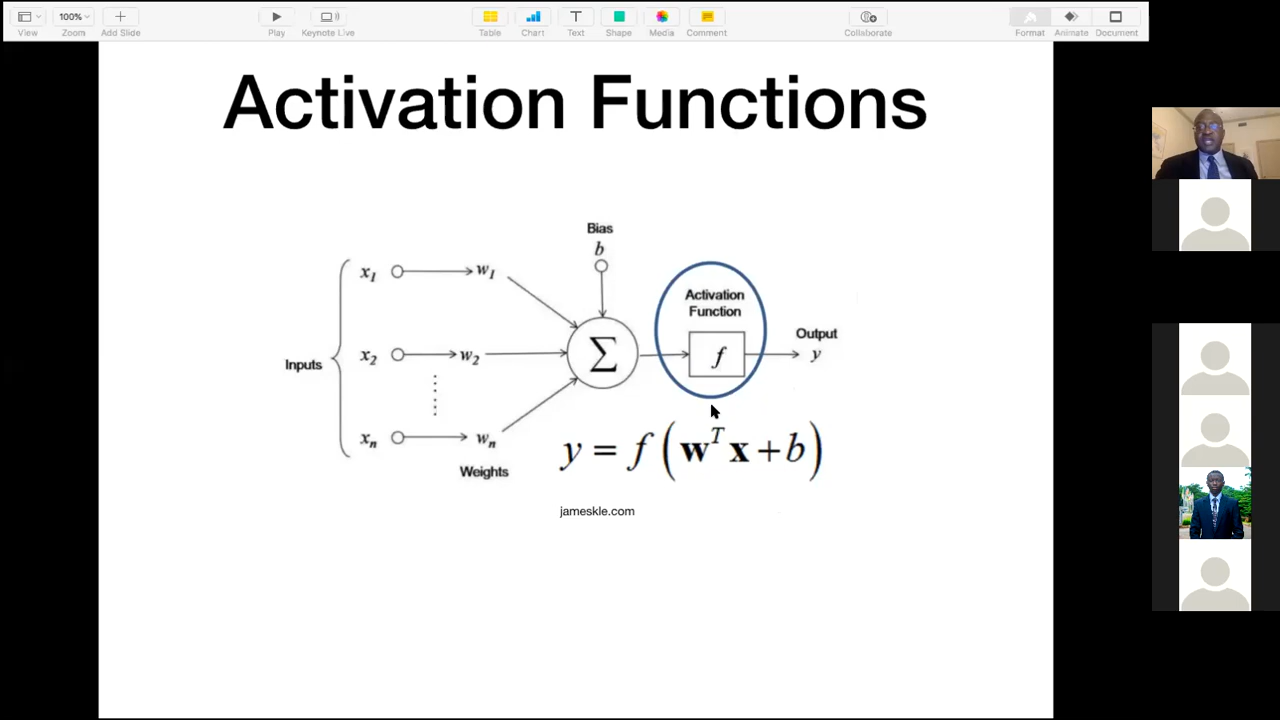 View
100%
Zoom
Add Slide
Play
Keynote Live
Table
Chart
Text
Shape
Media
Comment
Collaborate
Format
Animate
Document
Activation Functions
Bias
b
x1
w1
Activation
Function
Output
Inputs
x2
w2
Σ
f
y
xn
wn
Weights
y = f(w^T x + b)
jameskle.com